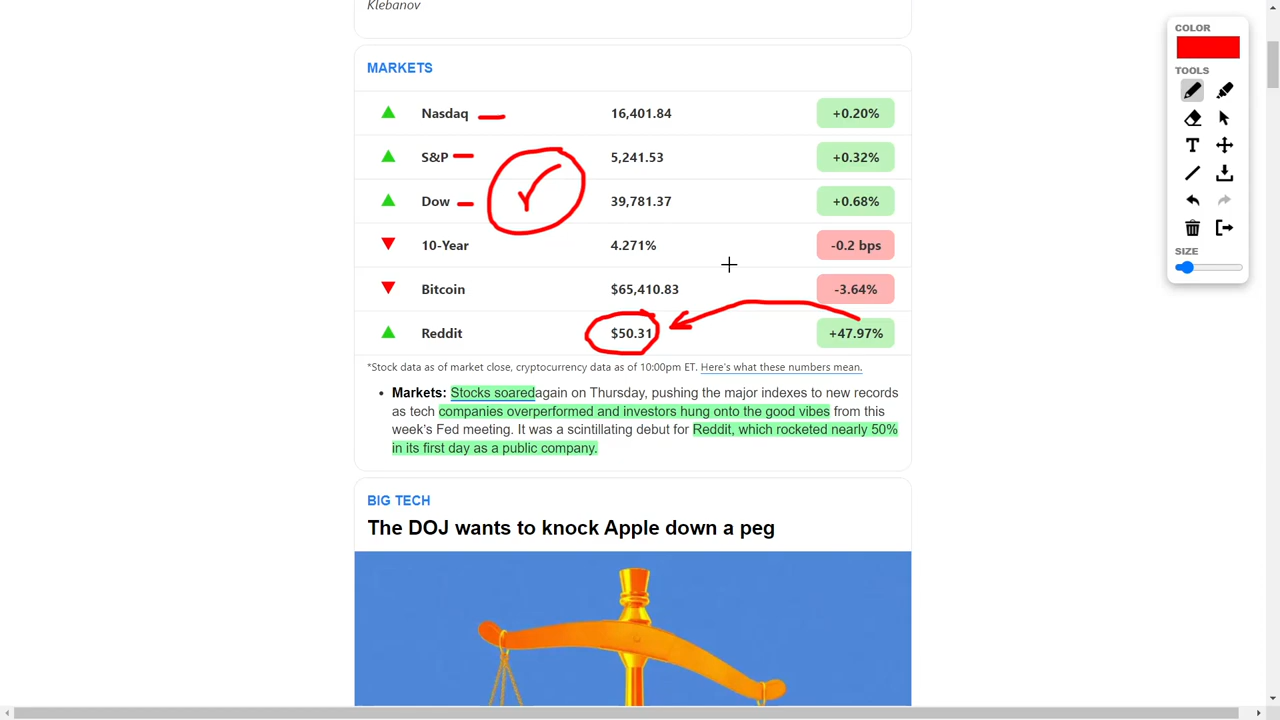 Klebanov
MARKETS
Nasdaq 16,401.84 +0.20%
S&P 5,241.53 +0.32%
Dow 39,781.37 +0.68%
10-Year 4.271% -0.2 bps
Bitcoin $65,410.83 -3.64%
Reddit $50.31 +47.97%
*Stock data as of market close, cryptocurrency data as of 10:00pm ET. Here's what these numbers mean.
• Markets: Stocks soared again on Thursday, pushing the major indexes to new records
as tech companies overperformed and investors hung onto the good vibes from this
week's Fed meeting. It was a scintillating debut for Reddit, which rocketed nearly 50%
in its first day as a public company.
BIG TECH
The DOJ wants to knock Apple down a peg
COLOR
TOOLS
T
SIZE